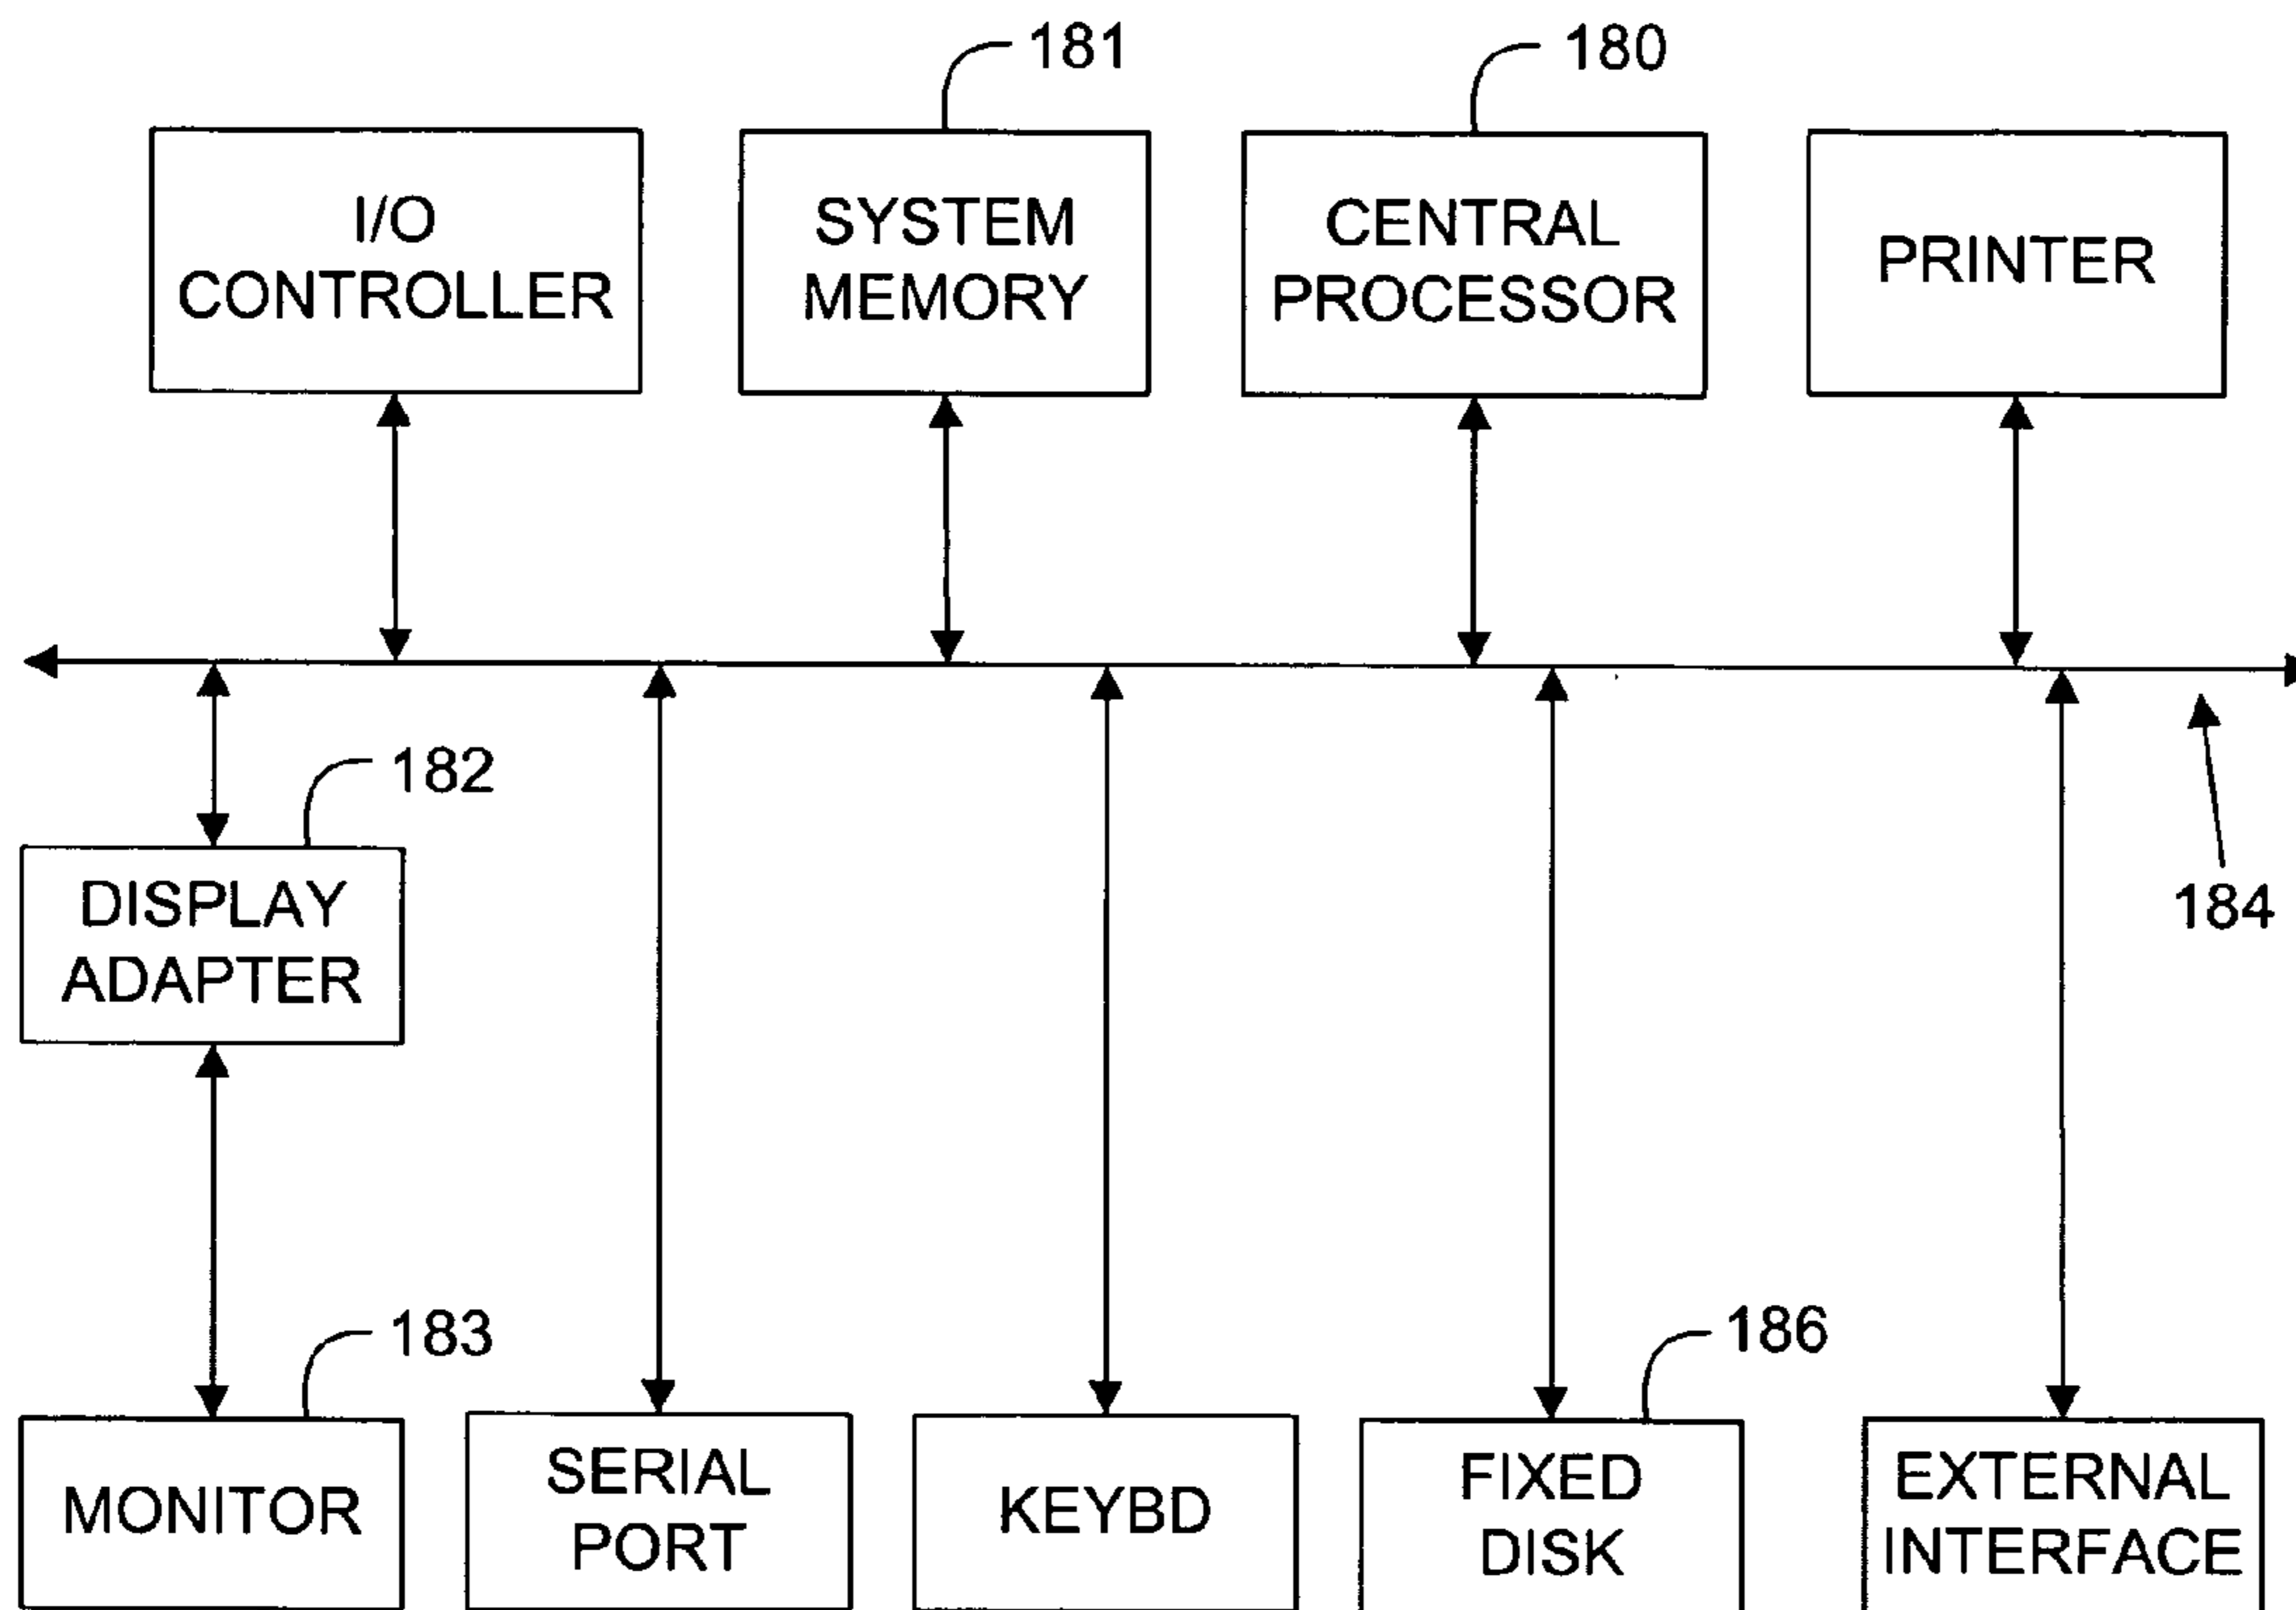 181
180
I/O
CONTROLLER
SYSTEM
MEMORY
CENTRAL
PROCESSOR
PRINTER
182
DISPLAY
ADAPTER
184
183
186
MONITOR
SERIAL
PORT
KEYBD
FIXED
DISK
EXTERNAL
INTERFACE